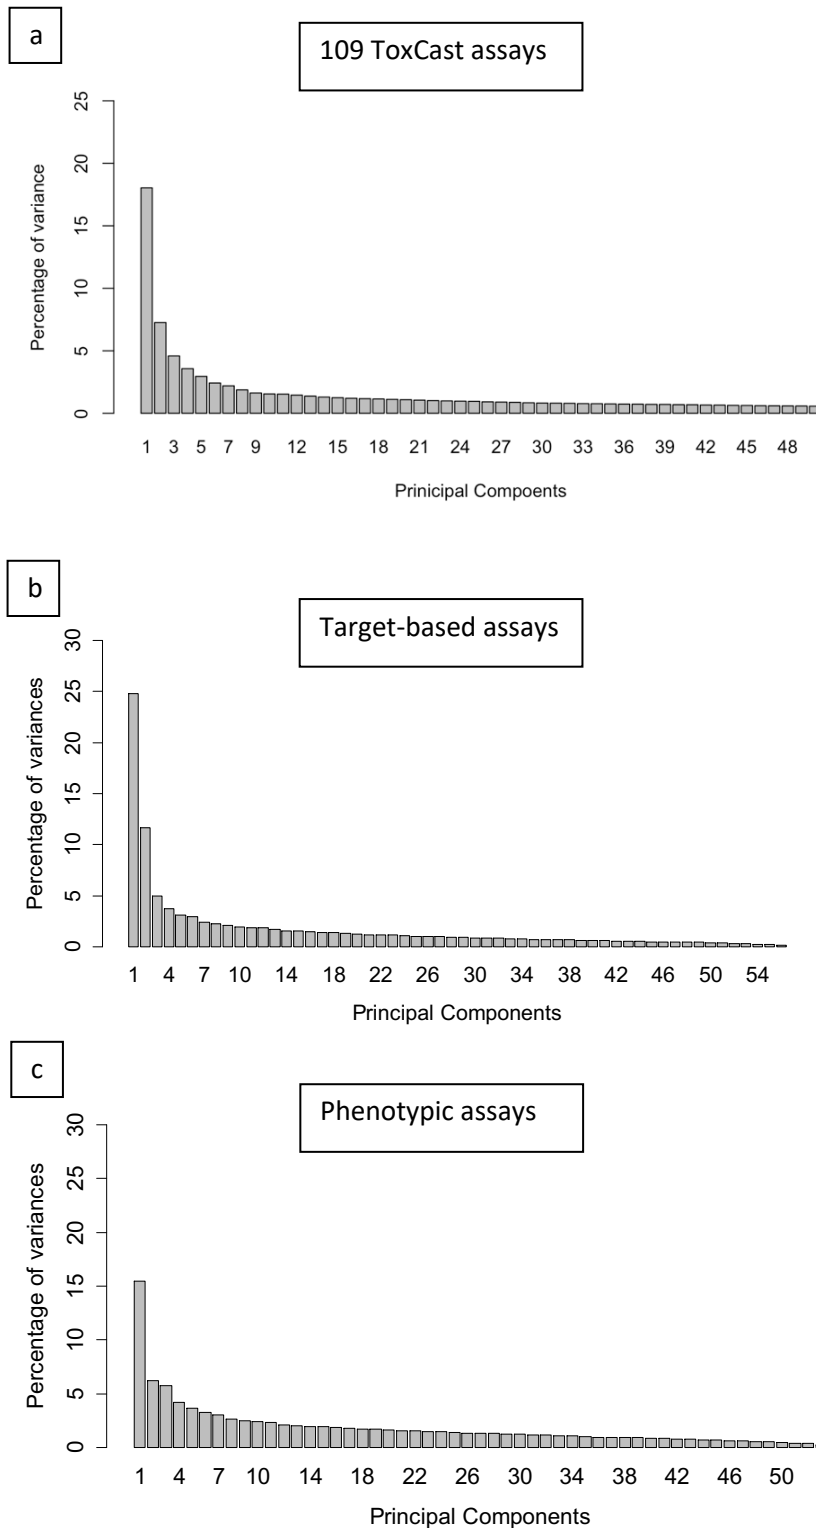 a
109 ToxCast assays
25
20
15
10
5
0
Percentage of variance
1 3 5 7 9 12 15 18 21 24 27 30 33 36 39 42 45 48
Prinicipal Compoents
b
Target-based assays
30
25
20
15
10
5
0
Percentage of variances
1 4 7 10 14 18 22 26 30 34 38 42 46 50 54
Principal Components
c
Phenotypic assays
30
25
20
15
10
5
0
Percentage of variances
1 4 7 10 14 18 22 26 30 34 38 42 46 50
Principal Components